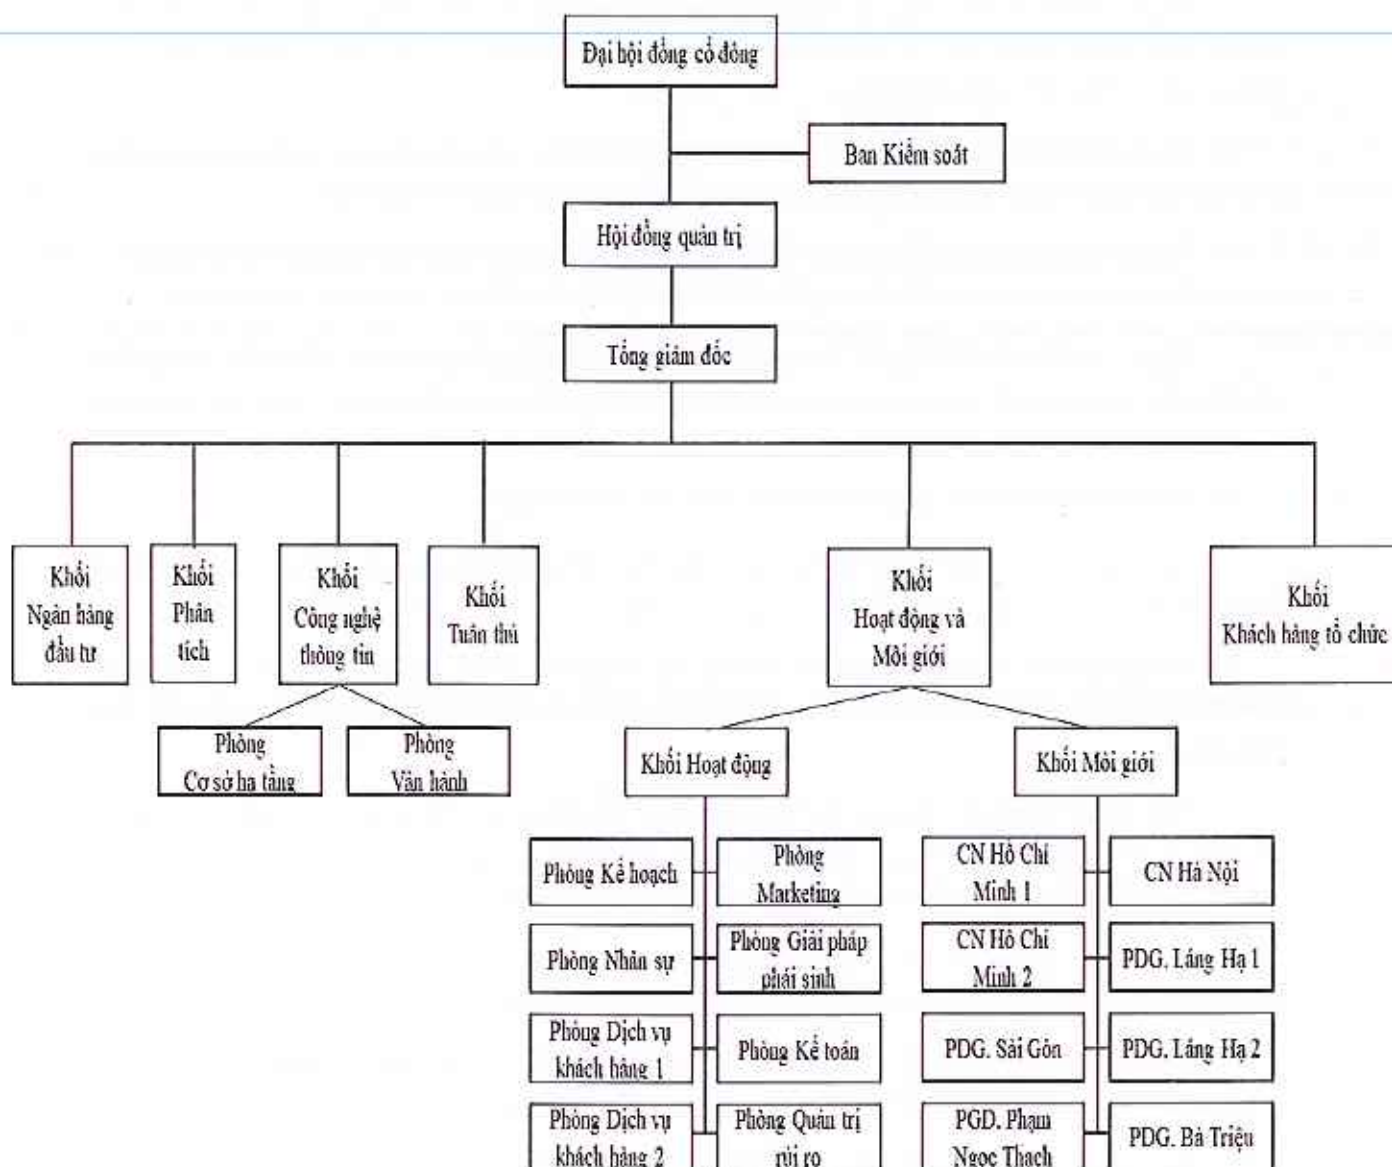 Đại hội đồng cổ đông
Ban Kiểm soát
Hội đồng quản trị
Tổng giám đốc
Khối
Ngân hàng
đầu tư
Khối
Phân
tích
Khối
Công nghệ
thông tin
Khối
Tuân thủ
Khối
Hoạt động và
Môi giới
Khối
Khách hàng tổ chức
Phòng
Cơ sở hạ tầng
Phòng
Vận hành
Khối Hoạt động
Khối Môi giới
Phòng Kế hoạch
Phòng
Marketing
CN Hồ Chí
Minh 1
CN Hà Nội
Phòng Nhân sự
Phòng Giải pháp
phái sinh
CN Hồ Chí
Minh 2
PDG. Láng Hạ 1
Phòng Dịch vụ
khách hàng 1
Phòng Kế toán
PDG. Sài Gòn
PDG. Láng Hạ 2
Phòng Dịch vụ
khách hàng 2
Phòng Quản trị
rủi ro
PGD. Phạm
Ngọc Thạch
PDG. Bà Triệu